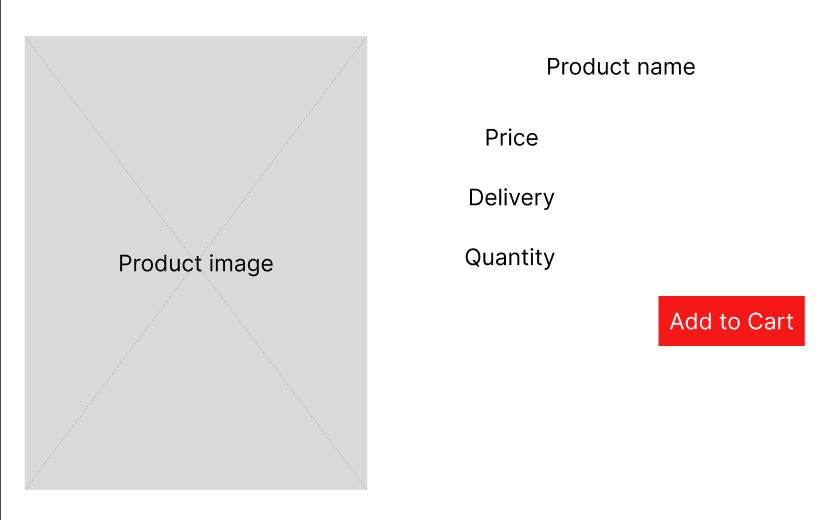 Product name
Price
Delivery
Product image
Quantity
Add to Cart